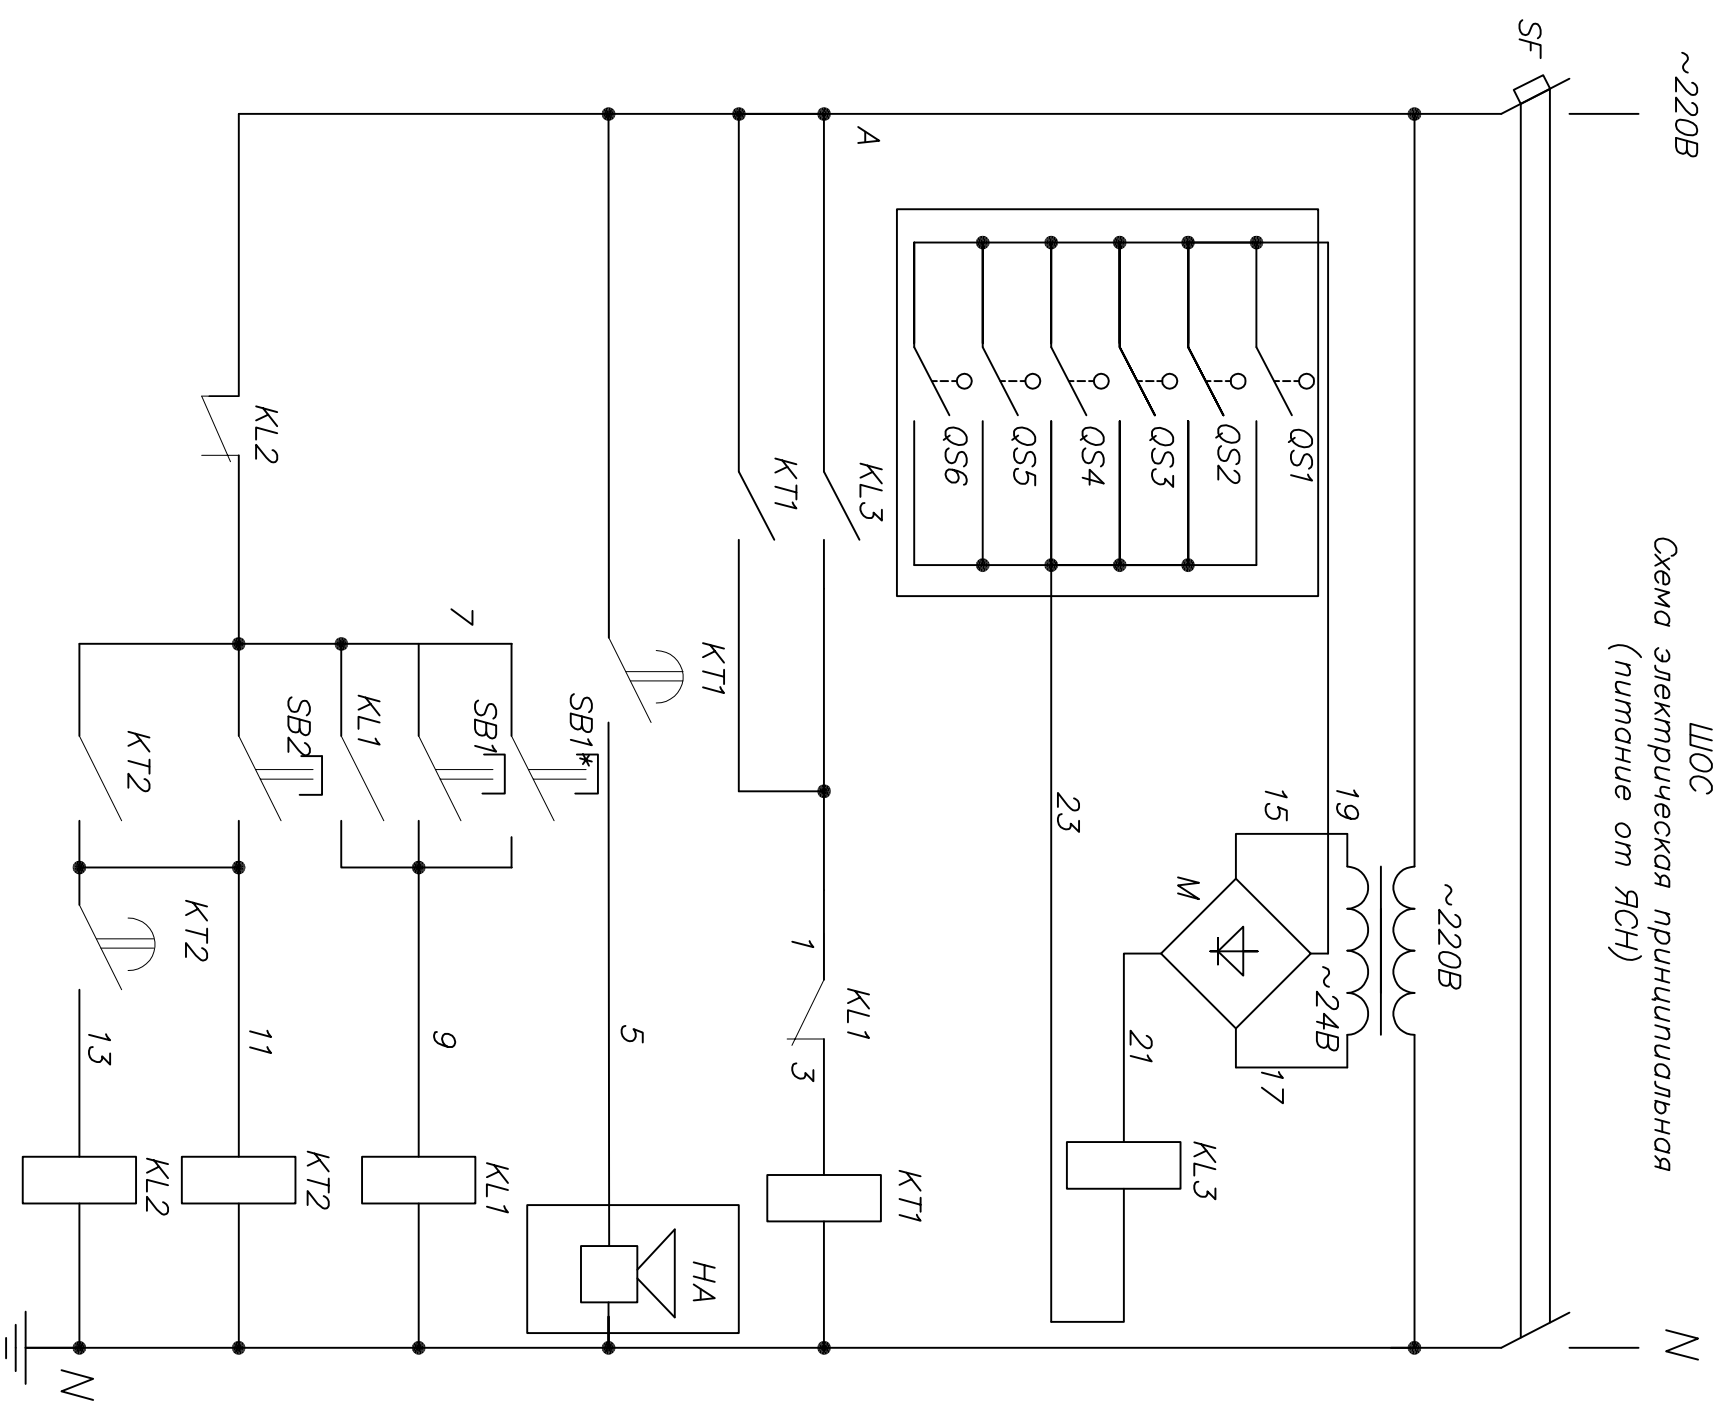 ШОС
Схема электрическая принципиальная
(питание от ЯСН)
~220В
N
SF
~220В
19
~24В
QS1
15
17
QS2
KL3
M
QS3
21
QS4
23
QS5
QS6
KT1
A
KL3
KL1
1
3
KT1
KT1
HA
5
SB1*
SB1
KL1
7
9
KL1
KT2
SB2
KL2
11
KT2
KL2
KT2
13
N